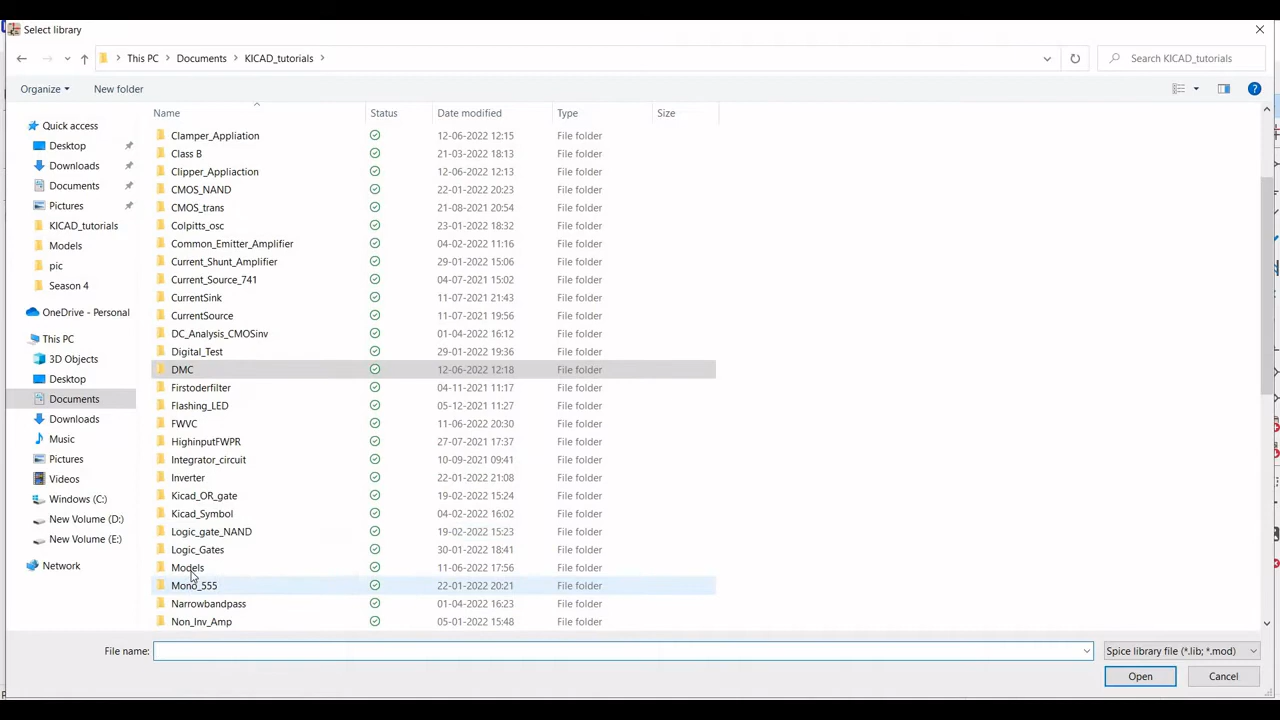 Select library
This PC
Documents
KICAD_tutorials
Search KICAD_tutorials
Organize
New folder
Name
Status
Date modified
Type
Size
Quick access
Desktop
Downloads
Documents
Pictures
KICAD_tutorials
Models
pic
Season 4
OneDrive - Personal
This PC
3D Objects
Desktop
Documents
Downloads
Music
Pictures
Videos
Windows (C:)
New Volume (D:)
New Volume (E:)
Network
Clamper_Appliation 12-06-2022 12:15 File folder
Class B 21-03-2022 18:13 File folder
Clipper_Appliaction 12-06-2022 12:13 File folder
CMOS_NAND 22-01-2022 20:23 File folder
CMOS_trans 21-08-2021 20:54 File folder
Colpitts_osc 23-01-2022 18:32 File folder
Common_Emitter_Amplifier 04-02-2022 11:16 File folder
Current_Shunt_Amplifier 29-01-2022 15:06 File folder
Current_Source_741 04-07-2021 15:02 File folder
CurrentSink 11-07-2021 21:43 File folder
CurrentSource 11-07-2021 19:56 File folder
DC_Analysis_CMOSinv 01-04-2022 16:12 File folder
Digital_Test 29-01-2022 19:36 File folder
DMC 12-06-2022 12:18 File folder
Firstoderfilter 04-11-2021 11:17 File folder
Flashing_LED 05-12-2021 11:27 File folder
FWVC 11-06-2022 20:30 File folder
HighinputFWPR 27-07-2021 17:37 File folder
Integrator_circuit 10-09-2021 09:41 File folder
Inverter 22-01-2022 21:08 File folder
Kicad_OR_gate 19-02-2022 15:24 File folder
Kicad_Symbol 04-02-2022 16:02 File folder
Logic_gate_NAND 19-02-2022 15:23 File folder
Logic_Gates 30-01-2022 18:41 File folder
Models 11-06-2022 17:56 File folder
Mono_555 22-01-2022 20:21 File folder
Narrowbandpass 01-04-2022 16:23 File folder
Non_Inv_Amp 05-01-2022 15:48 File folder
File name:
Spice library file (*.lib; *.mod)
Open
Cancel